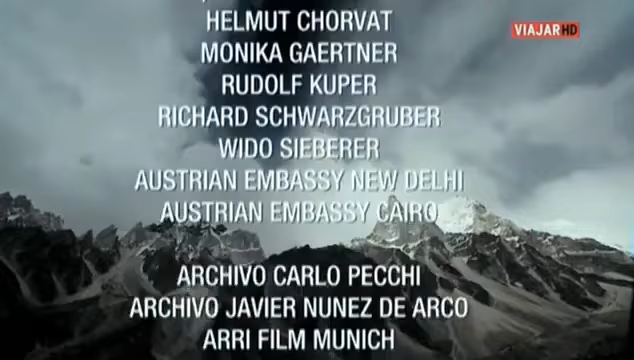 HELMUT CHORVAT
VIAJAR HD
MONIKA GAERTNER
RUDOLF KUPER
RICHARD SCHWARZGRUBER
WIDO SIEBERER
AUSTRIAN EMBASSY NEW DELHI
AUSTRIAN EMBASSY CAIRO
ARCHIVO CARLO PECCHI
ARCHIVO JAVIER NUNEZ DE ARCO
ARRI FILM MUNICH